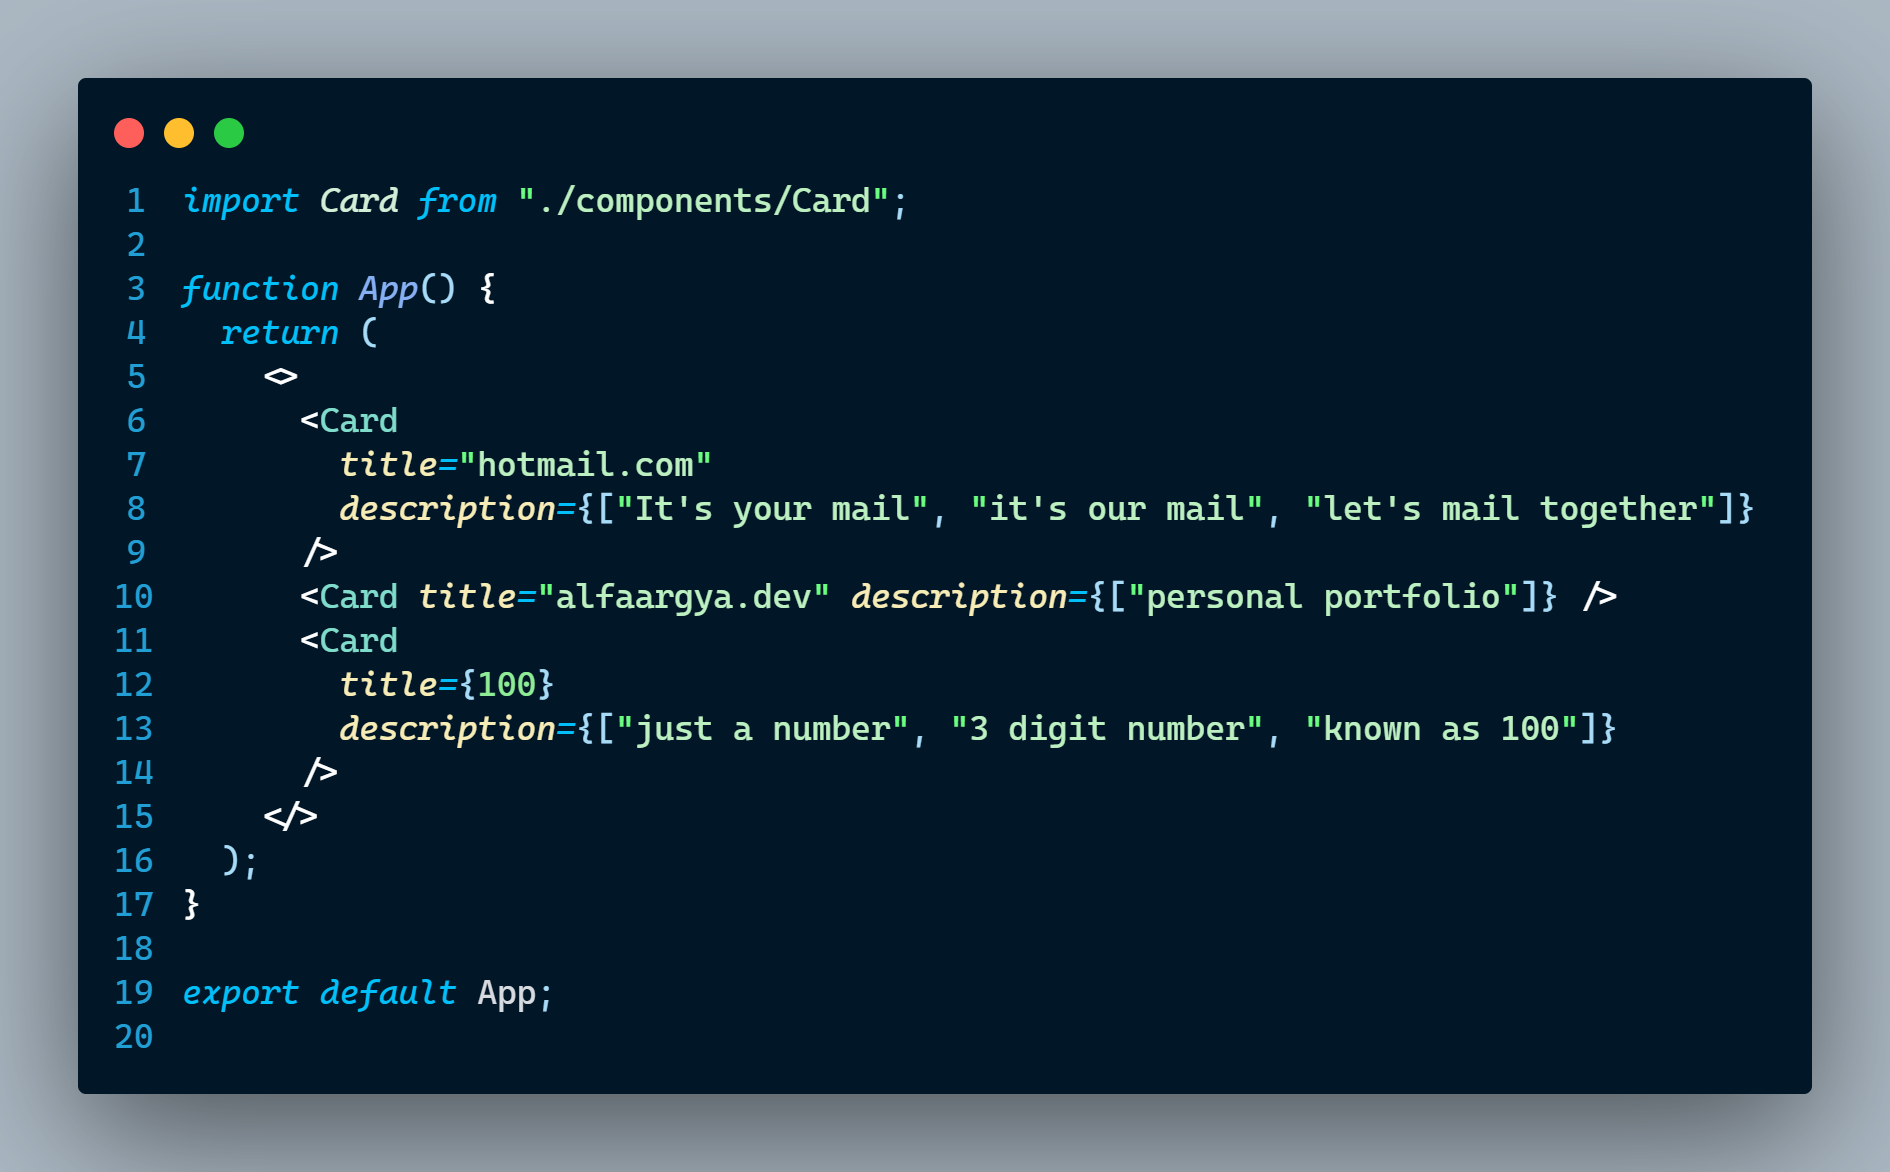 1 import Card from "./components/Card";
2
3 function App() {
4   return (
5     <>
6       <Card
7         title="hotmail.com"
8         description={["It's your mail", "it's our mail", "let's mail together"]}
9       />
10       <Card title="alfaargya.dev" description={["personal portfolio"]} />
11       <Card
12         title={100}
13         description={["just a number", "3 digit number", "known as 100"]}
14       />
15     </>
16   );
17 }
18
19 export default App;
20